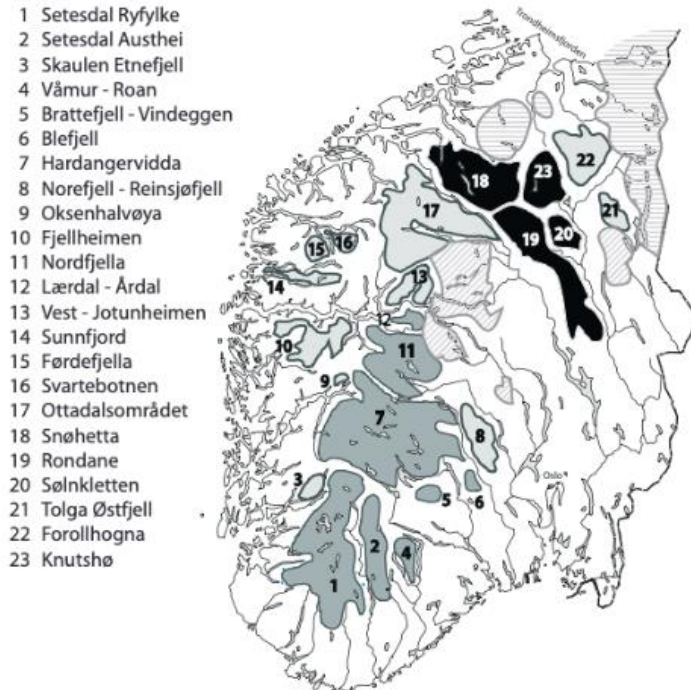 1 Setesdal Ryfylke
2 Setesdal Austhei
3 Skaulen Etnefjell
4 Våmur - Roan
5 Brattefjell - Vindeggen
6 Blefjell
7 Hardangervidda
8 Norefjell - Reinsjøfjell
9 Oksenhalvøya
10 Fjellheimen
11 Nordfjella
12 Lærdal - Årdal
13 Vest - Jotunheimen
14 Sunnfjord
15 Førdefjella
16 Svartebotnen
17 Ottadalsområdet
18 Snøhetta
19 Rondane
20 Sølnkletten
21 Tolga Østfjell
22 Forollhogna
23 Knutshø
Trondheimsfjorden
22
23
18
21
17
20
19
16
15
14
13
12
10
11
9
7
8
Oslo
3
5
6
2
4
1